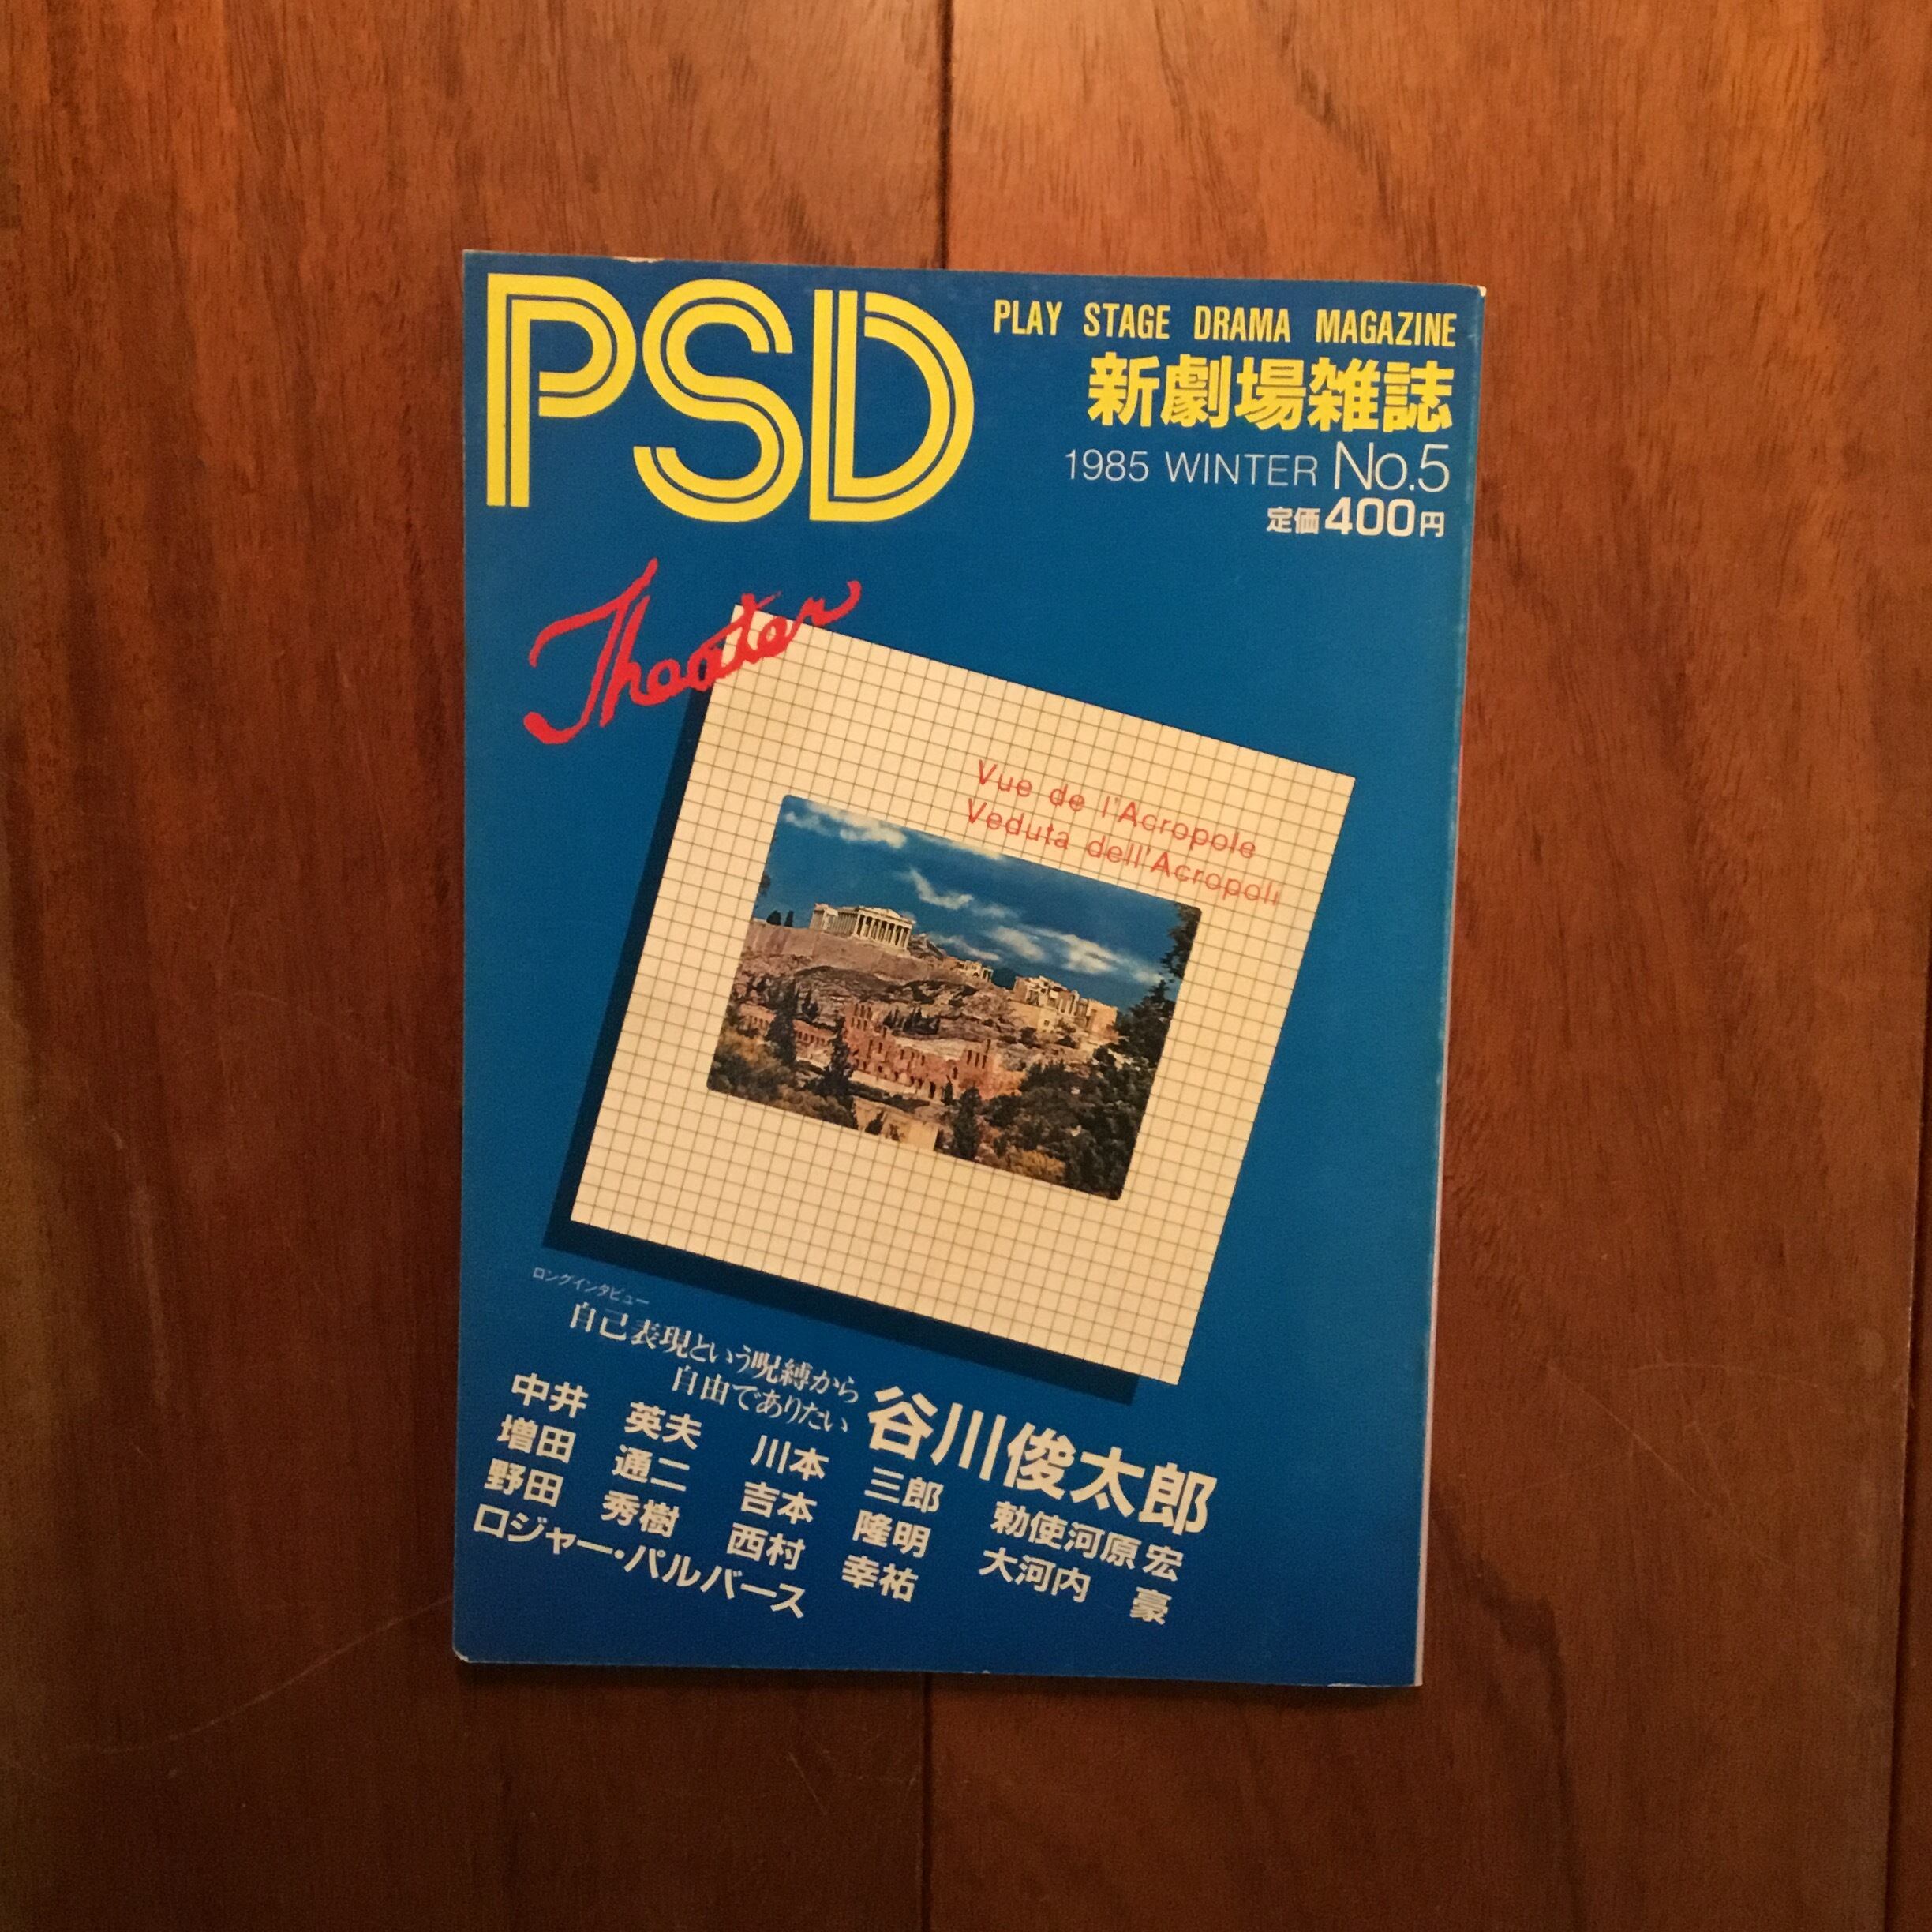 PSD
PLAY STAGE DRAMA MAGAZINE
新劇場雑誌
1985 WINTER No.5
定価400円
Theater
Vue de l'Acropole
Veduta dell'Acropoli
ロングインタビュー
自己表現という呪縛から
自由でありたい
谷川俊太郎
中井 英夫 川本 三郎 勅使河原 宏
増田 通二 吉本 隆明 大河内 豪
野田 秀樹 西村 幸祐
ロジャー・パルバース